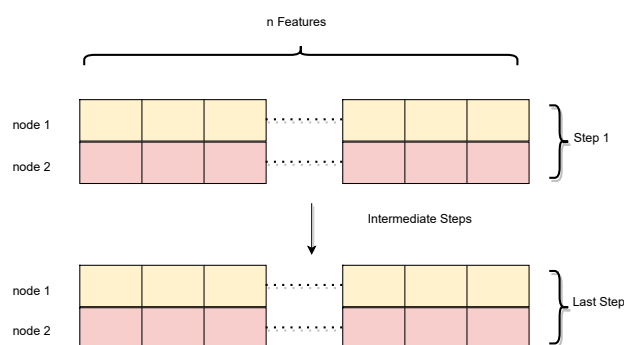 n Features
node 1
Step 1
node 2
Intermediate Steps
node 1
Last Step
node 2